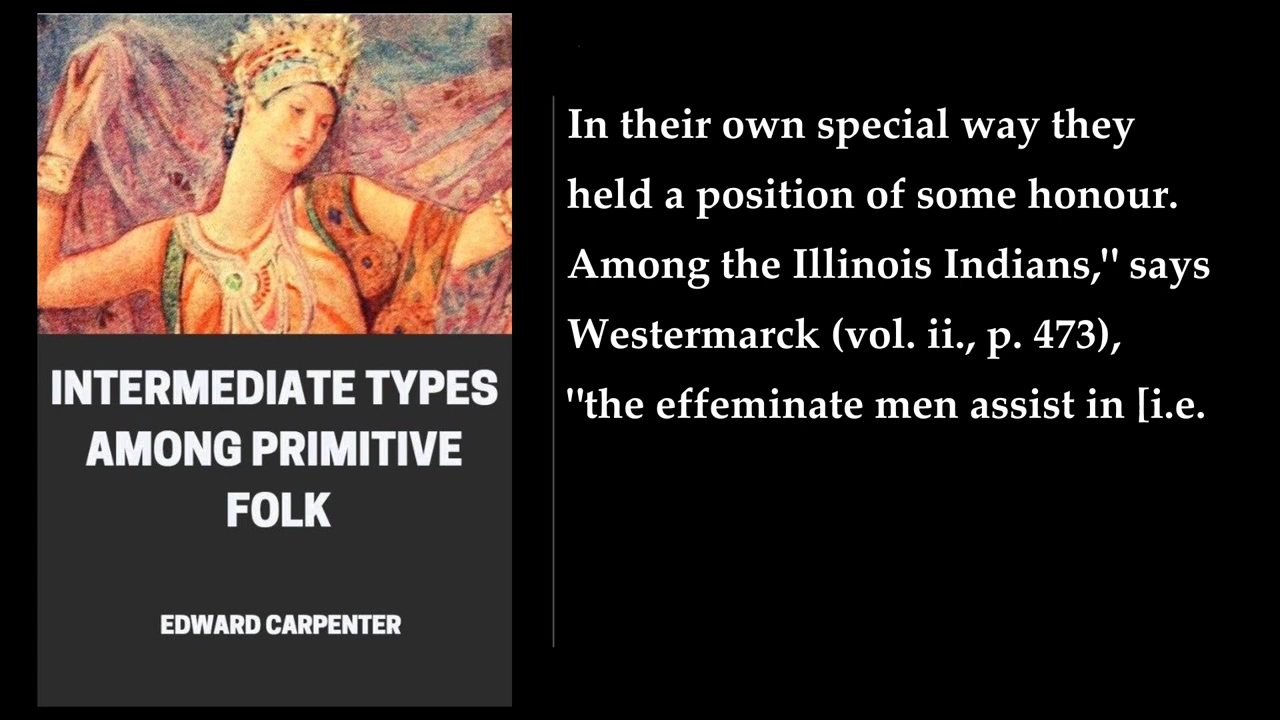 INTERMEDIATE TYPES
AMONG PRIMITIVE
FOLK
EDWARD CARPENTER
In their own special way they
held a position of some honour.
Among the Illinois Indians," says
Westermarck (vol. ii., p. 473),
"the effeminate men assist in [i.e.